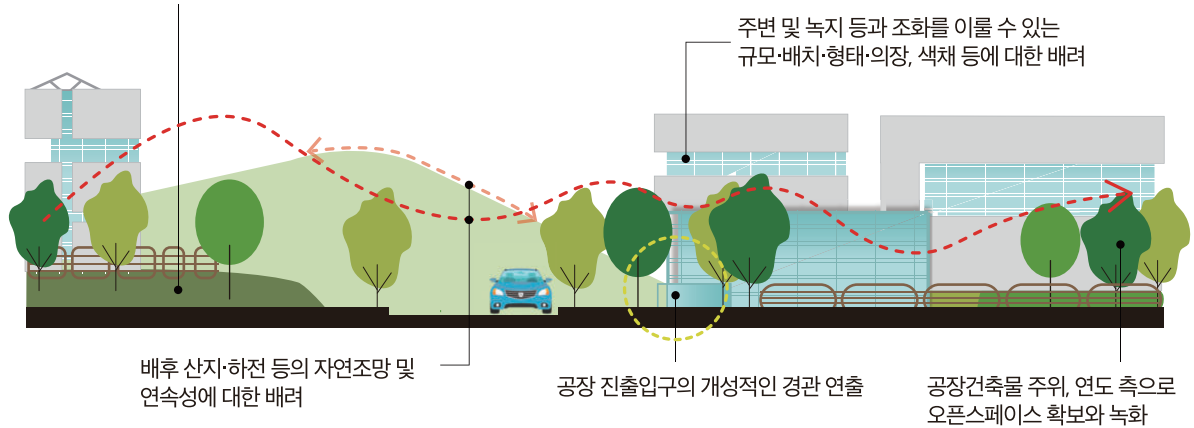 주변 및 녹지 등과 조화를 이룰 수 있는
규모·배치·형태·의장, 색채 등에 대한 배려
배후 산지·하전 등의 자연조망 및
연속성에 대한 배려
공장 진출입구의 개성적인 경관 연출
공장건축물 주위, 연도 측으로
오픈스페이스 확보와 녹화